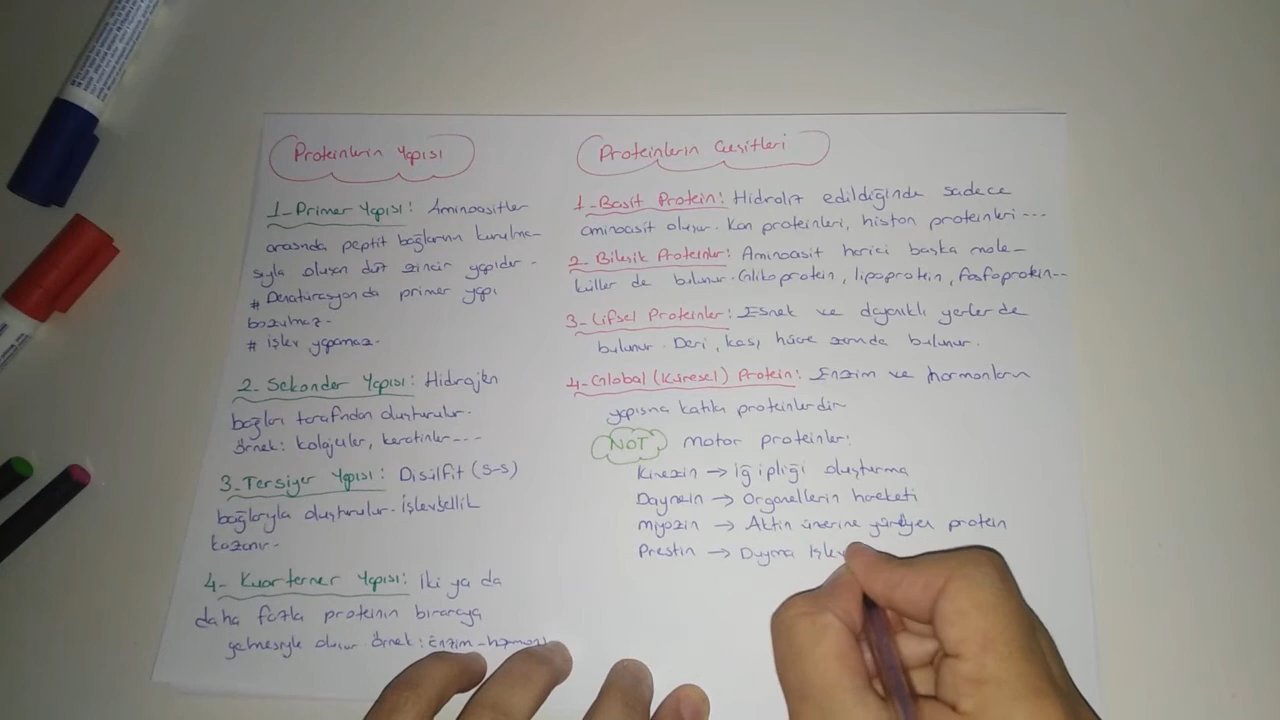 Proteinlerin Yapısı
1-Primer Yapısı: Aminoasitler
arasında peptit bağlarının kurulma-
sıyla oluşan düz zincir yapıdır.
# Denatürasyonda primer yapı
bozulmaz.
# işlev yapamaz.
2- Sekonder Yapısı: Hidrojen
bağları tarafından oluşturulur.
örnek: kolajenler, keratinler---
3-Tersiyer Yapısı: Disülfit (s-s)
bağlarıyla oluşturulur. İşlevsellik
kazanır.
4- Kuarterner Yapısı: İki ya da
daha fazla proteinin biraraya
gelmesiyle oluşur örnek: Enzim-hormon
Proteinlerin Çeşitleri
1-Basit Protein: Hidroliz edildiğinde sadece
aminoasit oluşur. Kan proteinleri, histon proteinleri---
2- Bileşik Proteinler: Aminoasit harici başka mole-
küller de bulunur. Glikoprotein, lipoprotein, fosfoprotein--
3-Lifsel Proteinler: Esnek ve dayanıklı yerlerde
bulunur. Deri, kas, hücre zarında bulunur.
4-Global (Küresel) Protein: Enzim ve hormonların
yapısına katılan proteinlerdir
NOT Motor proteinler:
Kinezin → iğ ipliği oluşturma
Daynein → Organellerin hareketi
Miyozin → Aktin üzerine yürüyen protein
Prestin → Duyma işlev